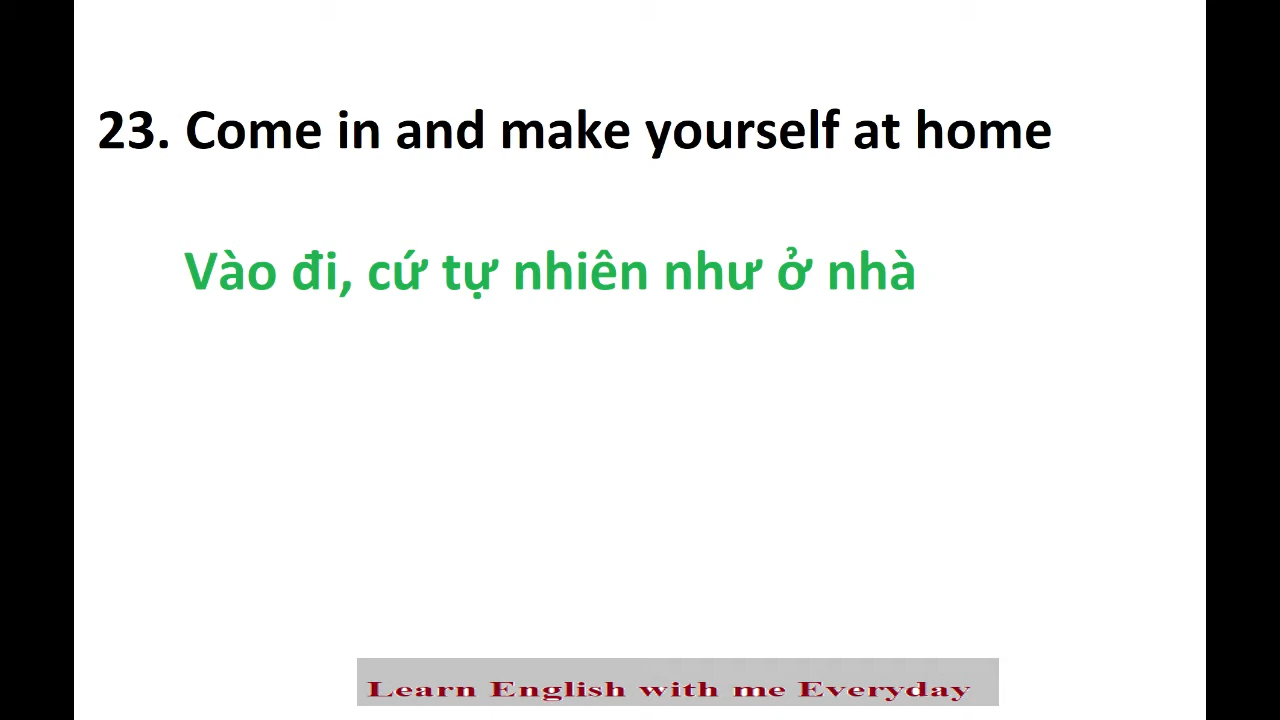 23. Come in and make yourself at home
Vào đi, cứ tự nhiên như ở nhà
Learn English with me Everyday